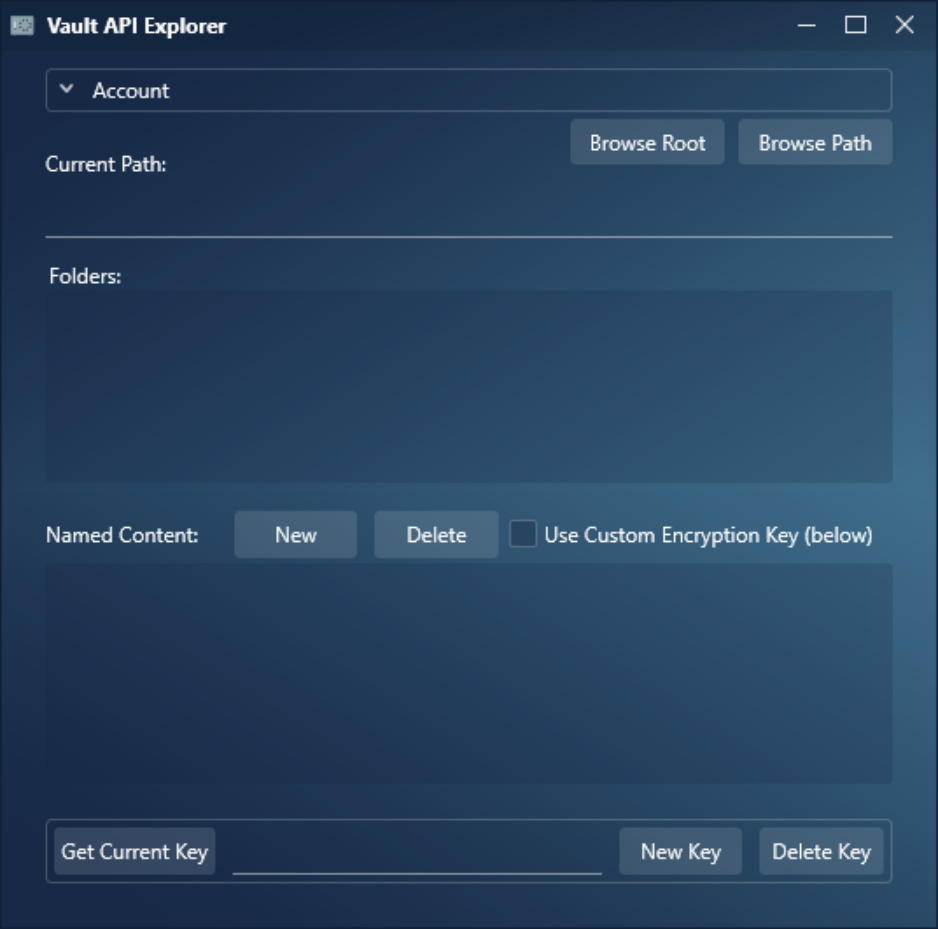 Vault API Explorer
Account
Browse Root Browse Path
Current Path:
Folders:
Named Content: New Delete Use Custom Encryption Key (below)
Get Current Key New Key Delete Key